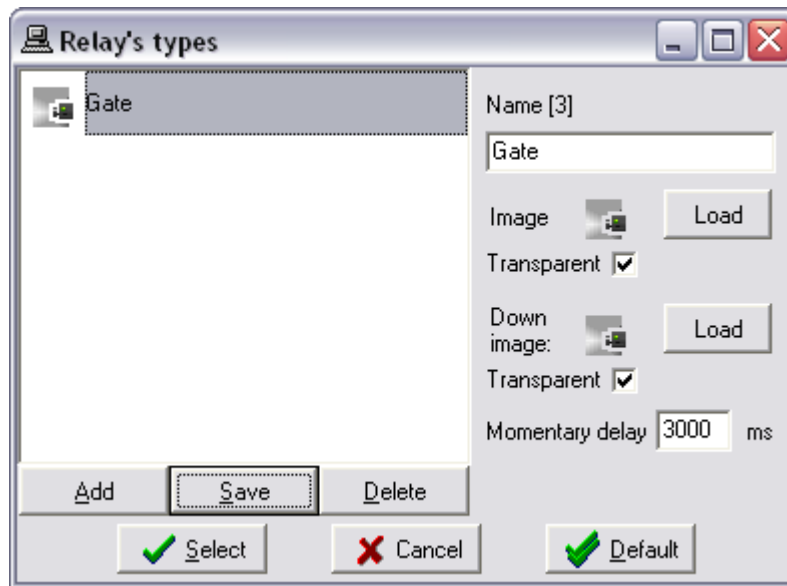 Relay's types
Gate
Name [3]
Gate
Image
Load
Transparent
Down
image:
Load
Transparent
Momentary delay 3000 ms
Add Save Delete
Select Cancel Default